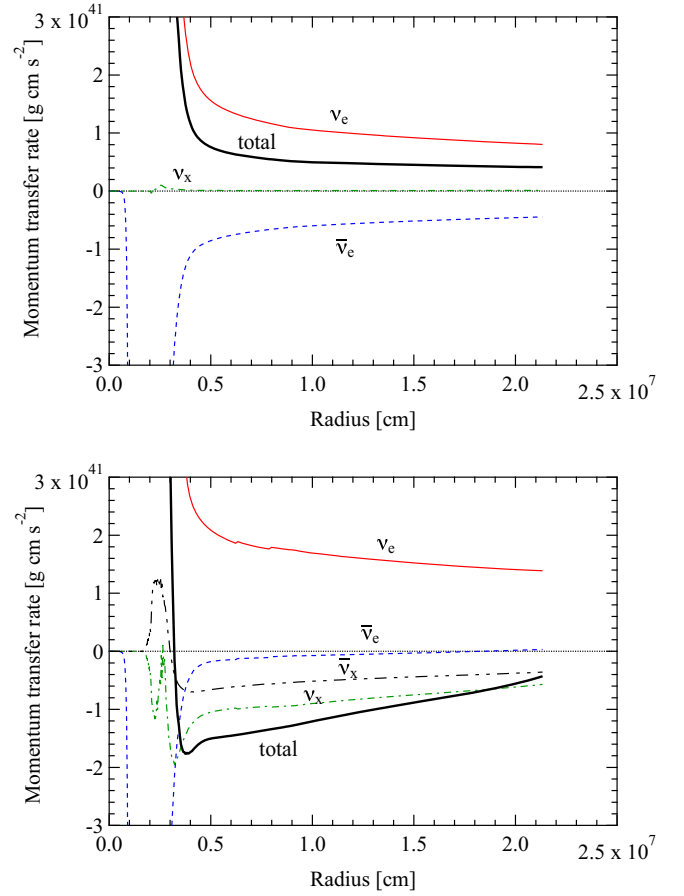 3 x 10^41
2
1
0
-1
-2
-3
Momentum transfer rate [g cm s^-2]
ν_e
total
ν_x
ν̅_e
0.0 0.5 1.0 1.5 2.0 2.5 x 10^7
Radius [cm]
3 x 10^41
2
1
0
-1
-2
-3
Momentum transfer rate [g cm s^-2]
ν_e
ν̅_e
ν̅_x
ν_x
total
0.0 0.5 1.0 1.5 2.0 2.5 x 10^7
Radius [cm]